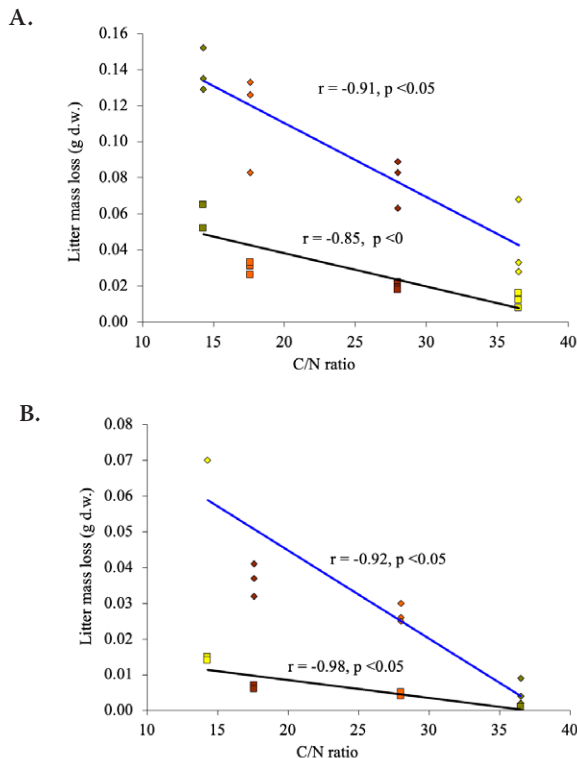 A.
0.16
0.14
0.12
0.10
0.08
0.06
0.04
0.02
0.00
Litter mass loss (g d.w.)
r = -0.91, p <0.05
r = -0.85, p <0
10 15 20 25 30 35 40
C/N ratio
B.
0.08
0.07
0.06
0.05
0.04
0.03
0.02
0.01
0.00
Litter mass loss (g d.w.)
r = -0.92, p <0.05
r = -0.98, p <0.05
10 15 20 25 30 35 40
C/N ratio